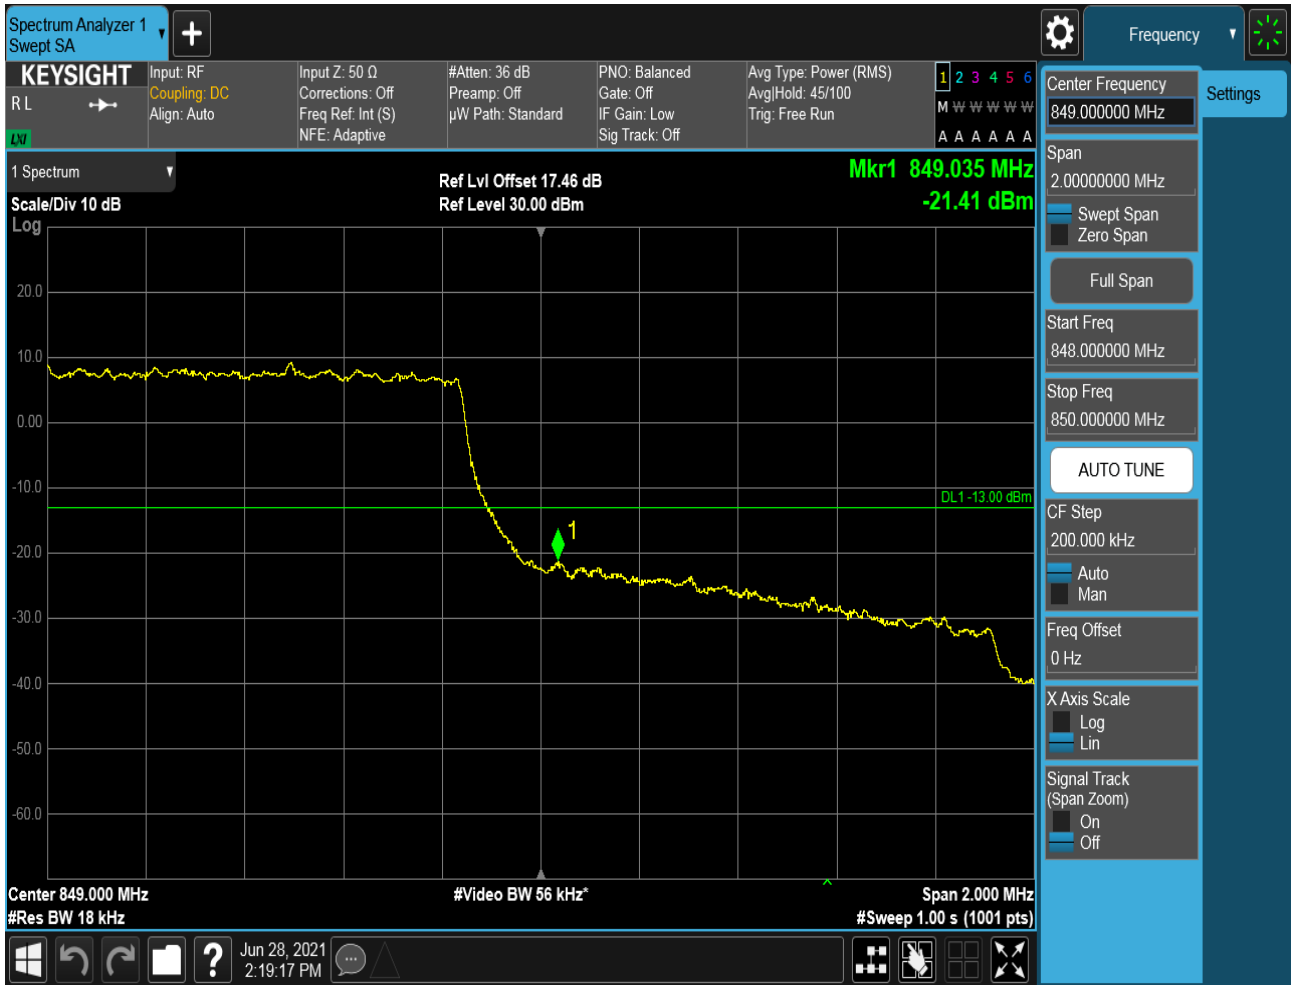 Spectrum Analyzer 1
Swept SA
Frequency
KEYSIGHT
R L
LXI
Input: RF
Coupling: DC
Align: Auto
Input Z: 50 Ω
Corrections: Off
Freq Ref: Int (S)
NFE: Adaptive
#Atten: 36 dB
Preamp: Off
µW Path: Standard
PNO: Balanced
Gate: Off
IF Gain: Low
Sig Track: Off
Avg Type: Power (RMS)
Avg|Hold: 45/100
Trig: Free Run
1 2 3 4 5 6
M W W W W W
A A A A A A
1 Spectrum
Scale/Div 10 dB
Log
Ref Lvl Offset 17.46 dB
Ref Level 30.00 dBm
Mkr1 849.035 MHz
-21.41 dBm
20.0
10.0
0.00
-10.0
-20.0
-30.0
-40.0
-50.0
-60.0
DL1 -13.00 dBm
1
Center 849.000 MHz
#Res BW 18 kHz
#Video BW 56 kHz*
Span 2.000 MHz
#Sweep 1.00 s (1001 pts)
Jun 28, 2021
2:19:17 PM
Center Frequency
849.000000 MHz
Settings
Span
2.00000000 MHz
Swept Span
Zero Span
Full Span
Start Freq
848.000000 MHz
Stop Freq
850.000000 MHz
AUTO TUNE
CF Step
200.000 kHz
Auto
Man
Freq Offset
0 Hz
X Axis Scale
Log
Lin
Signal Track
(Span Zoom)
On
Off